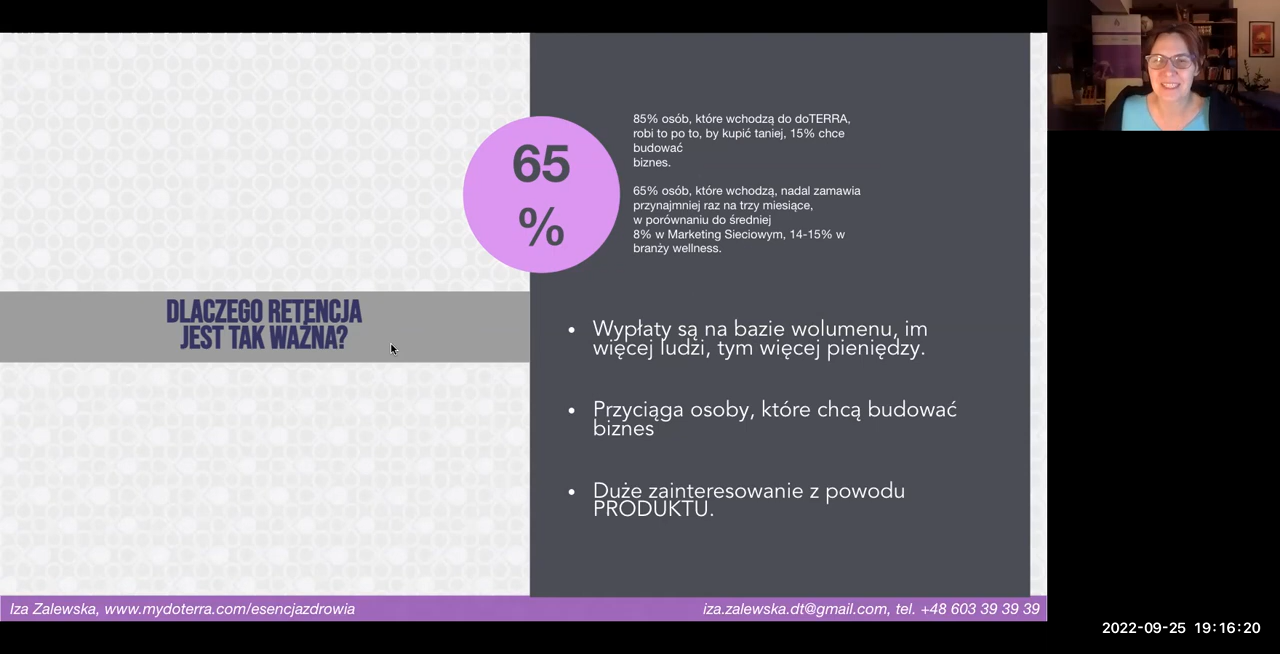 65
%
85% osób, które wchodzą do doTERRA,
robi to po to, by kupić taniej, 15% chce
budować
biznes.
65% osób, które wchodzą, nadal zamawia
przynajmniej raz na trzy miesiące,
w porównaniu do średniej
8% w Marketing Sieciowym, 14-15% w
branży wellness.
DLACZEGO RETENCJA
JEST TAK WAŻNA?
• Wypłaty są na bazie wolumenu, im
więcej ludzi, tym więcej pieniędzy.
• Przyciąga osoby, które chcą budować
biznes
• Duże zainteresowanie z powodu
PRODUKTU.
Iza Zalewska, www.mydoterra.com/esencjazdrowia
iza.zalewska.dt@gmail.com, tel. +48 603 39 39 39
2022-09-25 19:16:20